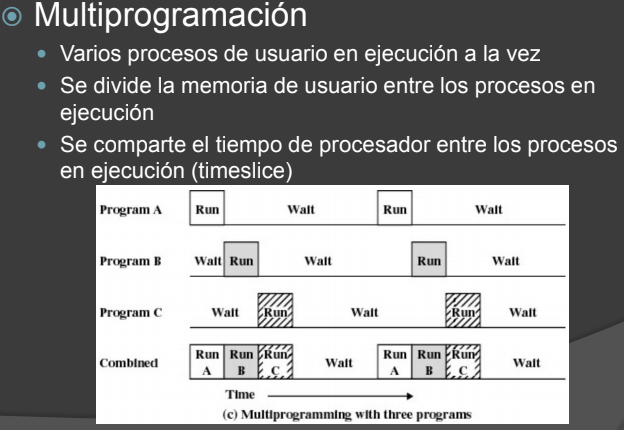 Multiprogramación
Varios procesos de usuario en ejecución a la vez
Se divide la memoria de usuario entre los procesos en
ejecución
Se comparte el tiempo de procesador entre los procesos
en ejecución (timeslice)
Program A Run Wait Run Wait
Program B Wait Run Wait Run Wait
Program C Wait Run Wait Run Wait
Combined Run A Run B Run C Wait Run A Run B Run C Wait
Time
(c) Multiprogramming with three programs